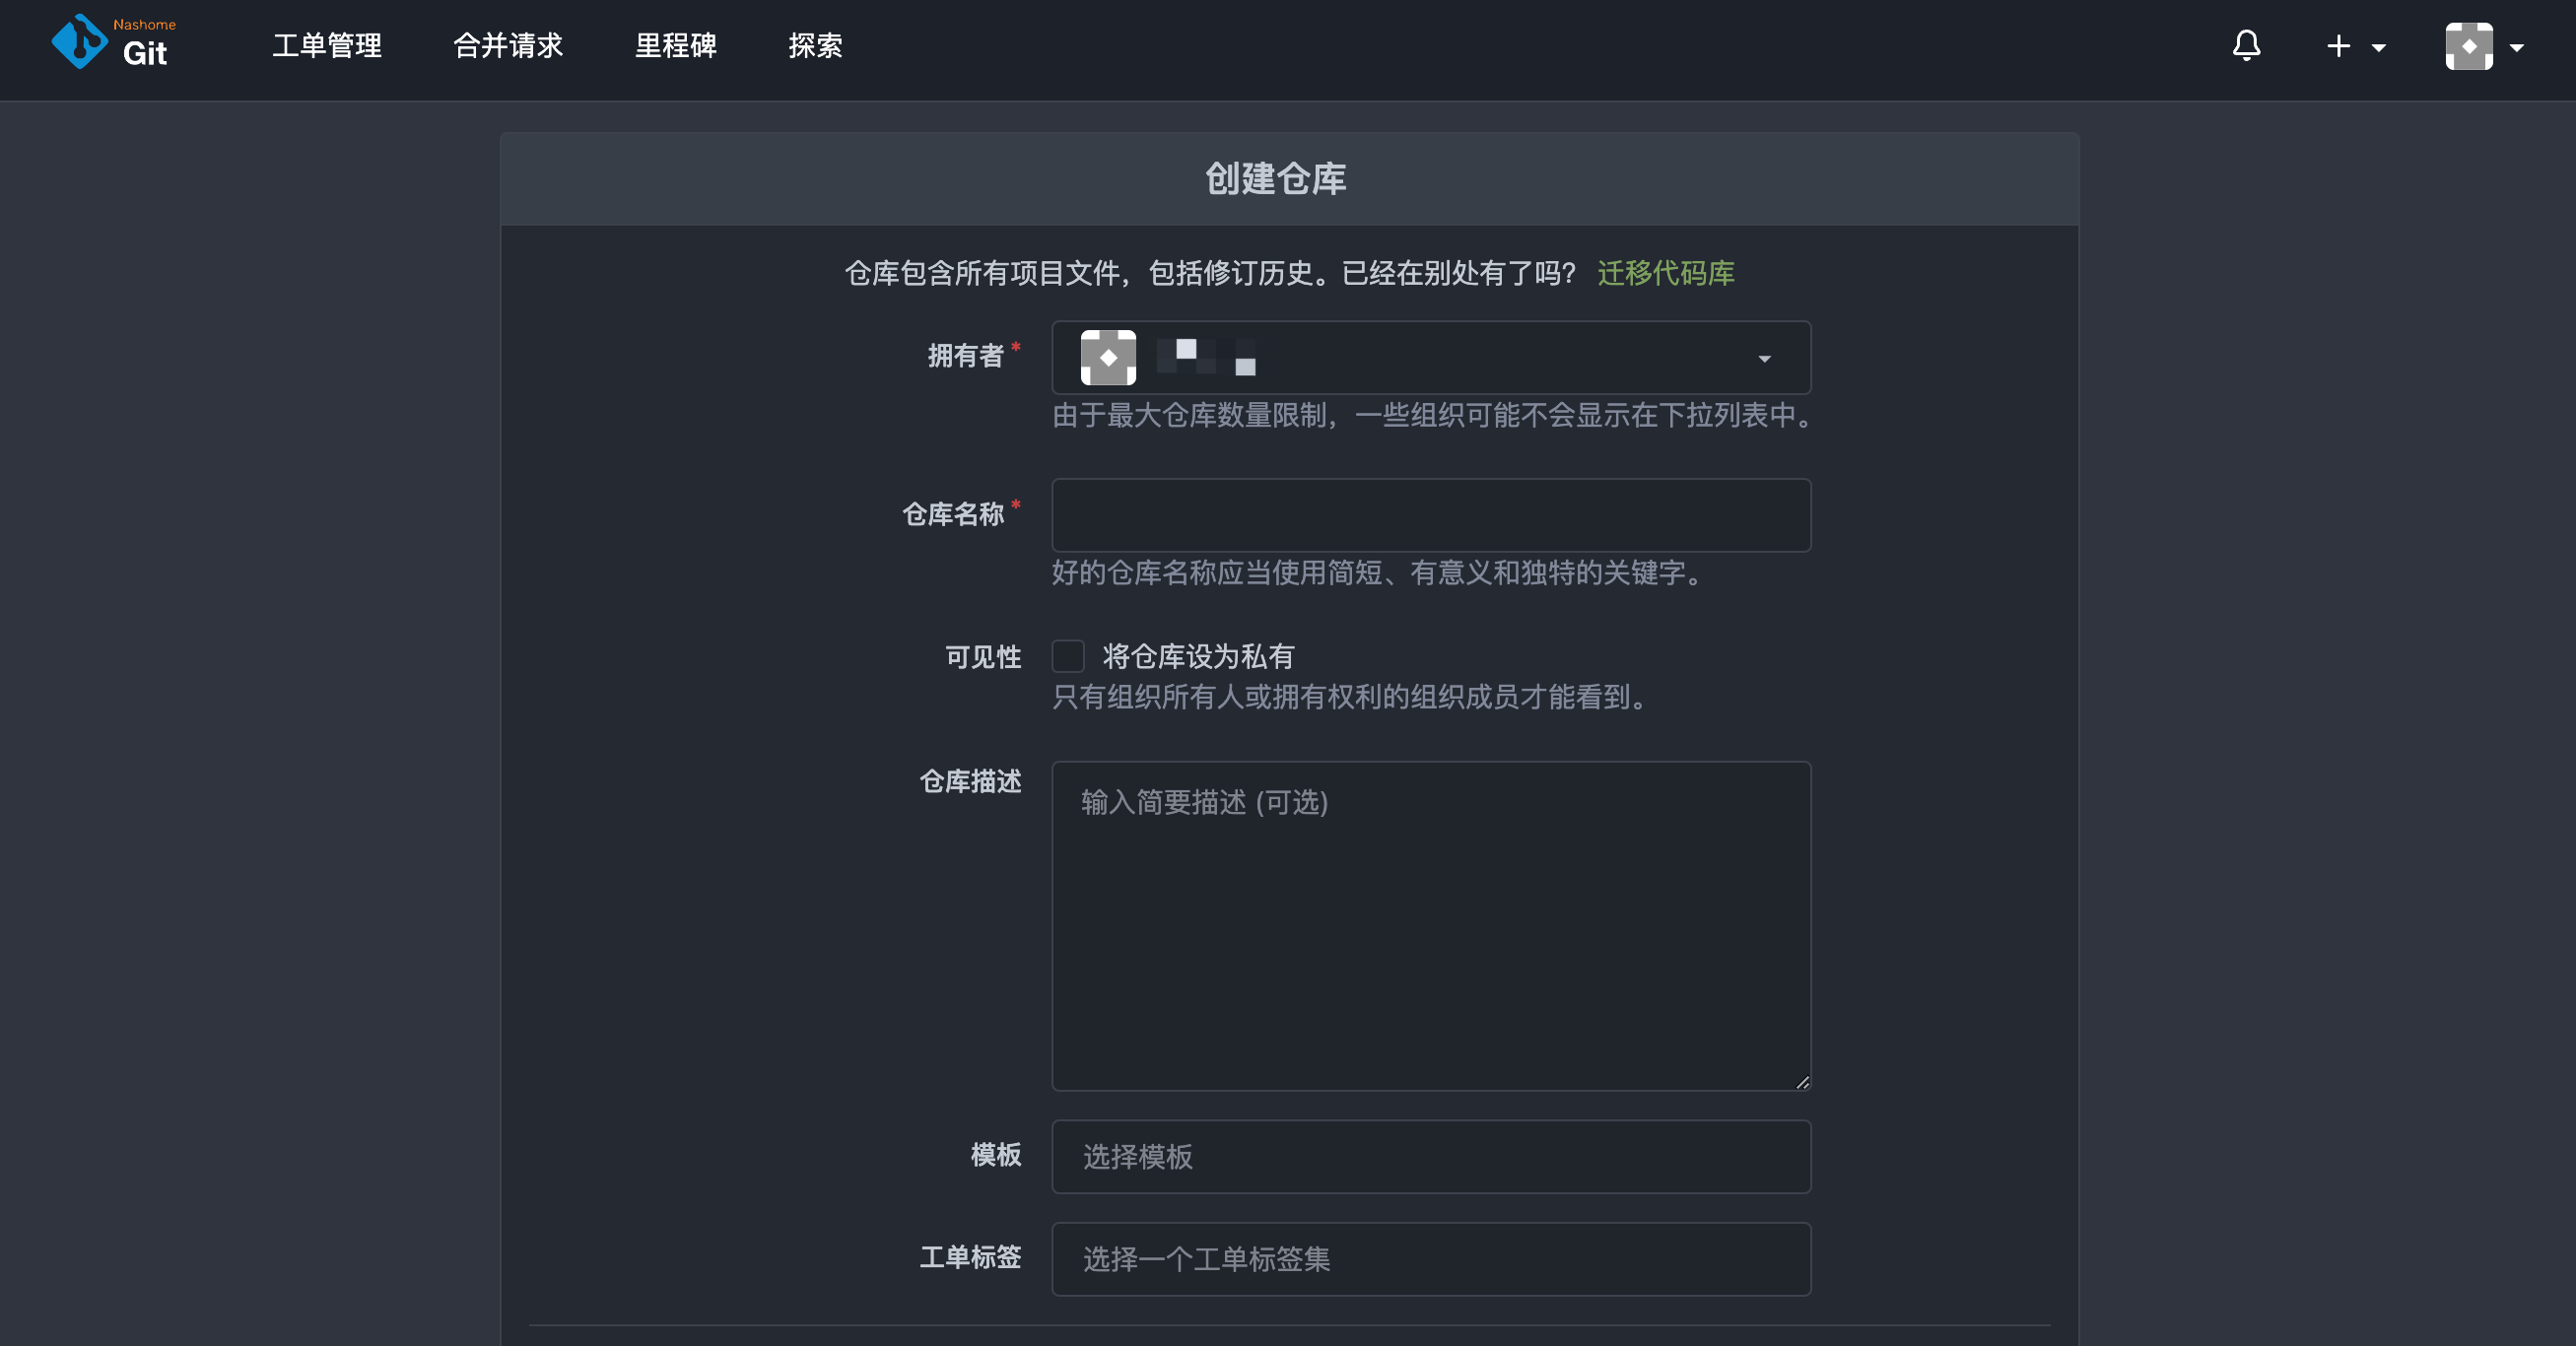 Nashome
Git
工单管理 合并请求 里程碑 探索
创建仓库
仓库包含所有项目文件，包括修订历史。已经在别处有了吗？ 迁移代码库
拥有者*
由于最大仓库数量限制，一些组织可能不会显示在下拉列表中。
仓库名称*
好的仓库名称应当使用简短、有意义和独特的关键字。
可见性 将仓库设为私有
只有组织所有人或拥有权利的组织成员才能看到。
仓库描述 输入简要描述 (可选)
模板 选择模板
工单标签 选择一个工单标签集